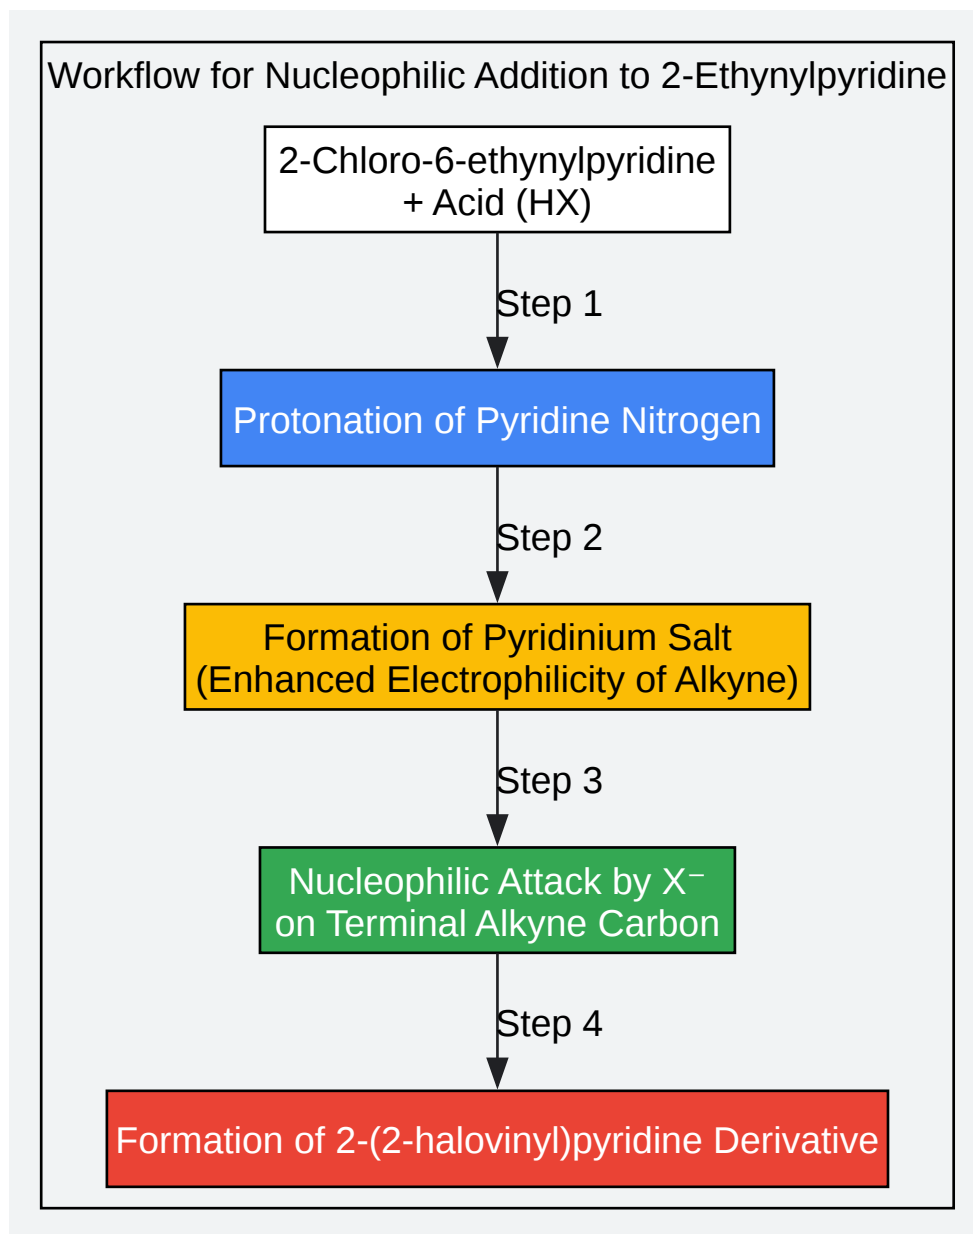 Workflow for Nucleophilic Addition to 2-Ethynylpyridine
2-Chloro-6-ethynylpyridine
+ Acid (HX)
Step 1
Protonation of Pyridine Nitrogen
Step 2
Formation of Pyridinium Salt
(Enhanced Electrophilicity of Alkyne)
Step 3
Nucleophilic Attack by X⁻
on Terminal Alkyne Carbon
Step 4
Formation of 2-(2-halovinyl)pyridine Derivative